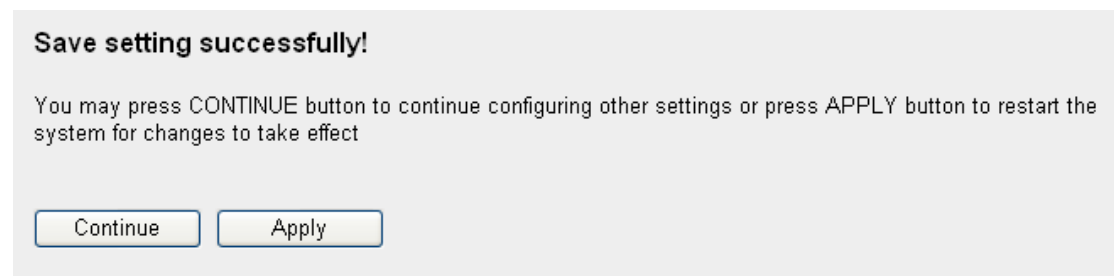 Save setting successfully!
You may press CONTINUE button to continue configuring other settings or press APPLY button to restart the
system for changes to take effect
Continue
Apply